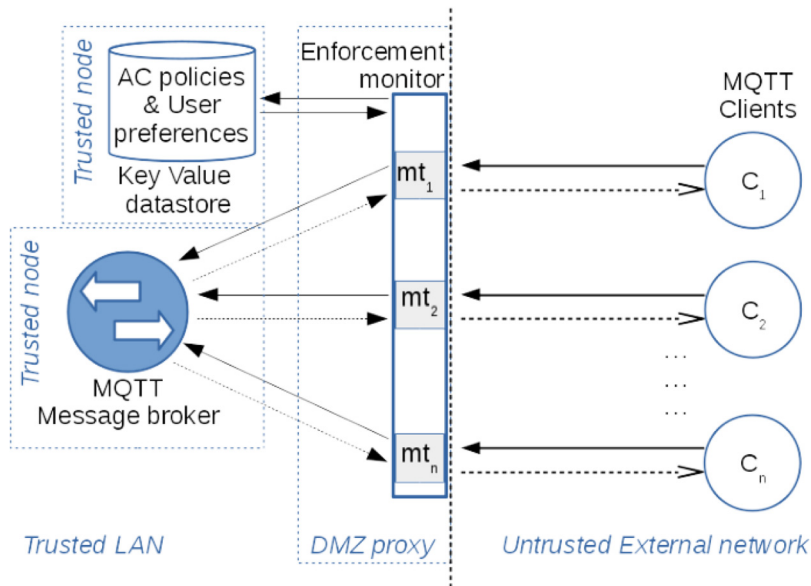 Trusted node
AC policies
& User
preferences
Key Value
datastore
Enforcement
monitor
MQTT
Clients
mt1
C1
Trusted node
MQTT
Message broker
mt2
C2
...
...
...
mtn
Cn
Trusted LAN
DMZ proxy
Untrusted External network